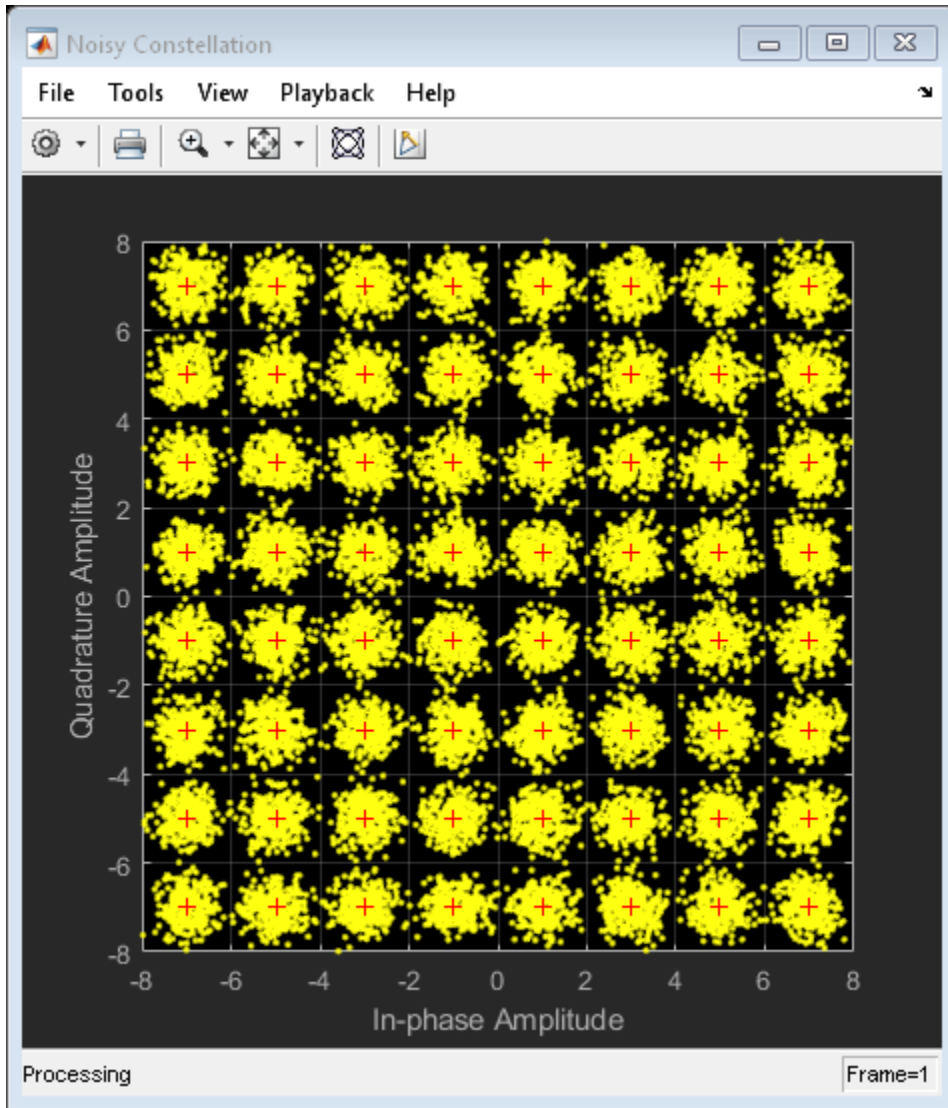 Noisy Constellation
File Tools View Playback Help
8
6
4
2
0
-2
-4
-6
-8
Quadrature Amplitude
-8 -6 -4 -2 0 2 4 6 8
In-phase Amplitude
Processing Frame=1